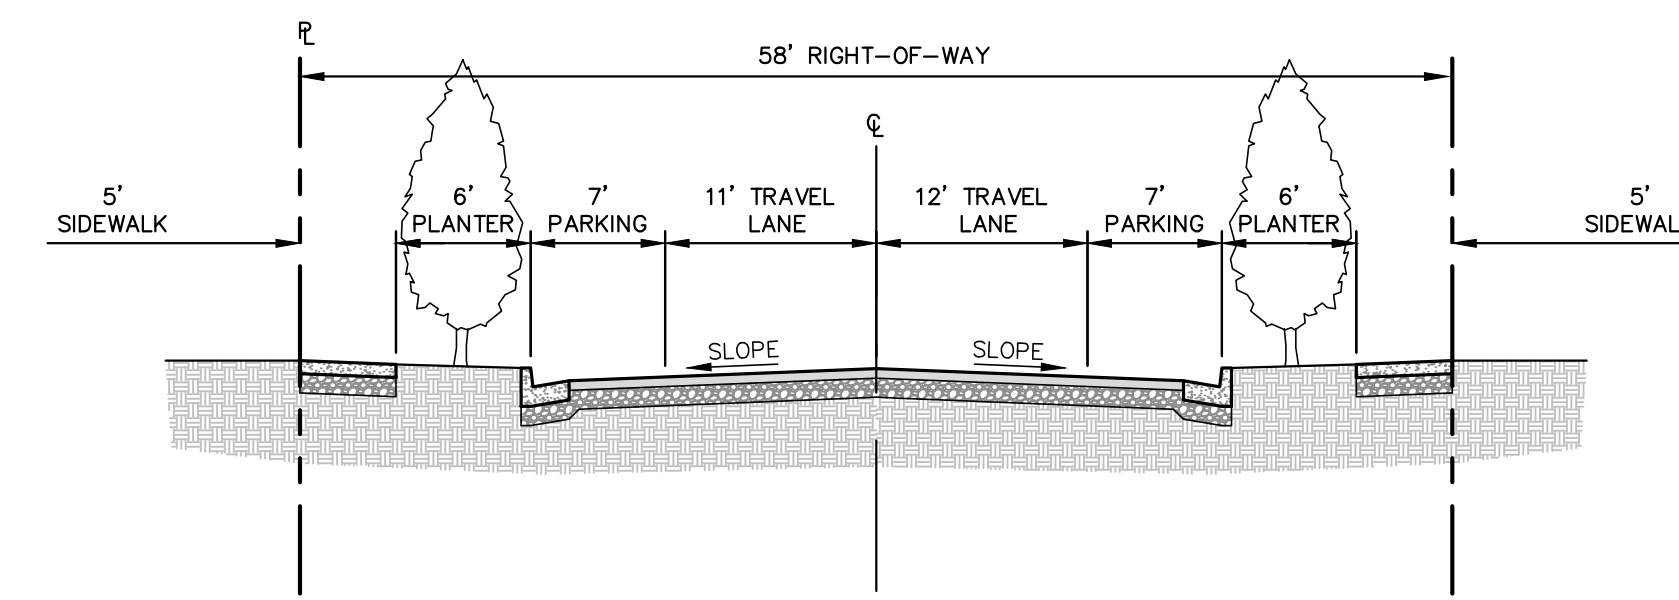 PL
58' RIGHT-OF-WAY
CL
5'
SIDEWALK
6'
PLANTER
7'
PARKING
11' TRAVEL
LANE
12' TRAVEL
LANE
7'
PARKING
6'
PLANTER
5'
SIDEWAL
SLOPE
SLOPE